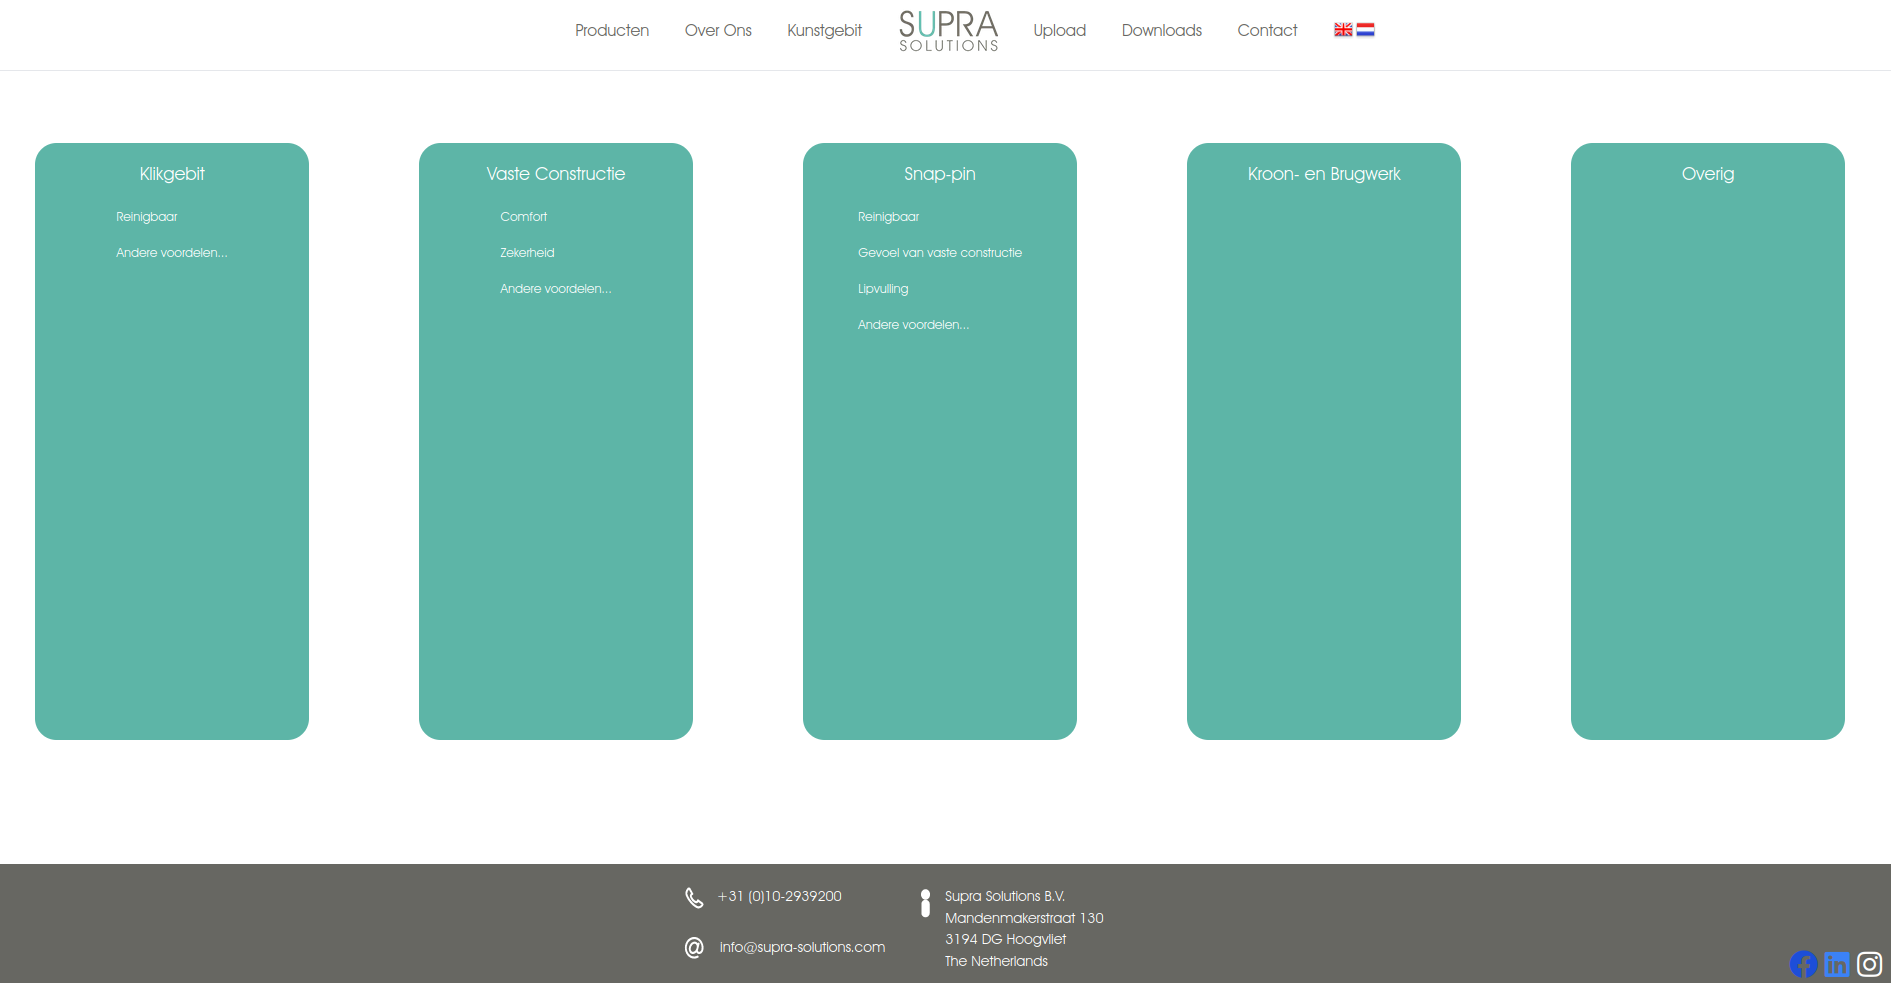 Producten
Over Ons
Kunstgebit
SUPRA
SOLUTIONS
Upload
Downloads
Contact
Klikgebit
Reinigbaar
Andere voordelen...
Vaste Constructie
Comfort
Zekerheid
Andere voordelen...
Snap-pin
Reinigbaar
Gevoel van vaste constructie
Lipvulling
Andere voordelen...
Kroon- en Brugwerk
Overig
+31 (0)10-2939200
info@supra-solutions.com
Supra Solutions B.V.
Mandenmakerstraat 130
3194 DG Hoogvliet
The Netherlands